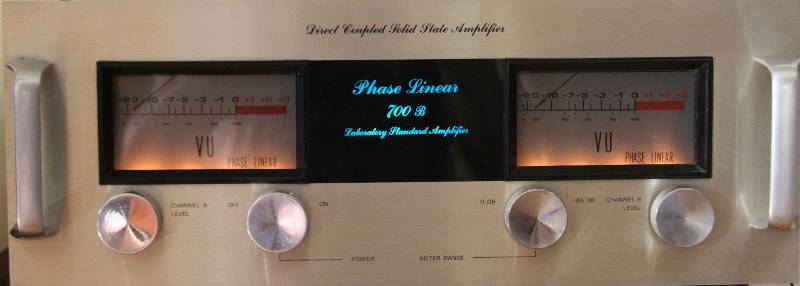 Direct Coupled Solid State Amplifier
-20 -10 -7 -5 -3 -1 0 +1 +2 +3
VU
PHASE LINEAR
Phase Linear
700 B
Laboratory Standard Amplifier
-20 -10 -7 -5 -3 -1 0 +1 +2 +3
VU
PHASE LINEAR
CHANNEL A
LEVEL
OFF
ON
POWER
0 DB
-20 DB
METER RANGE
CHANNEL B
LEVEL